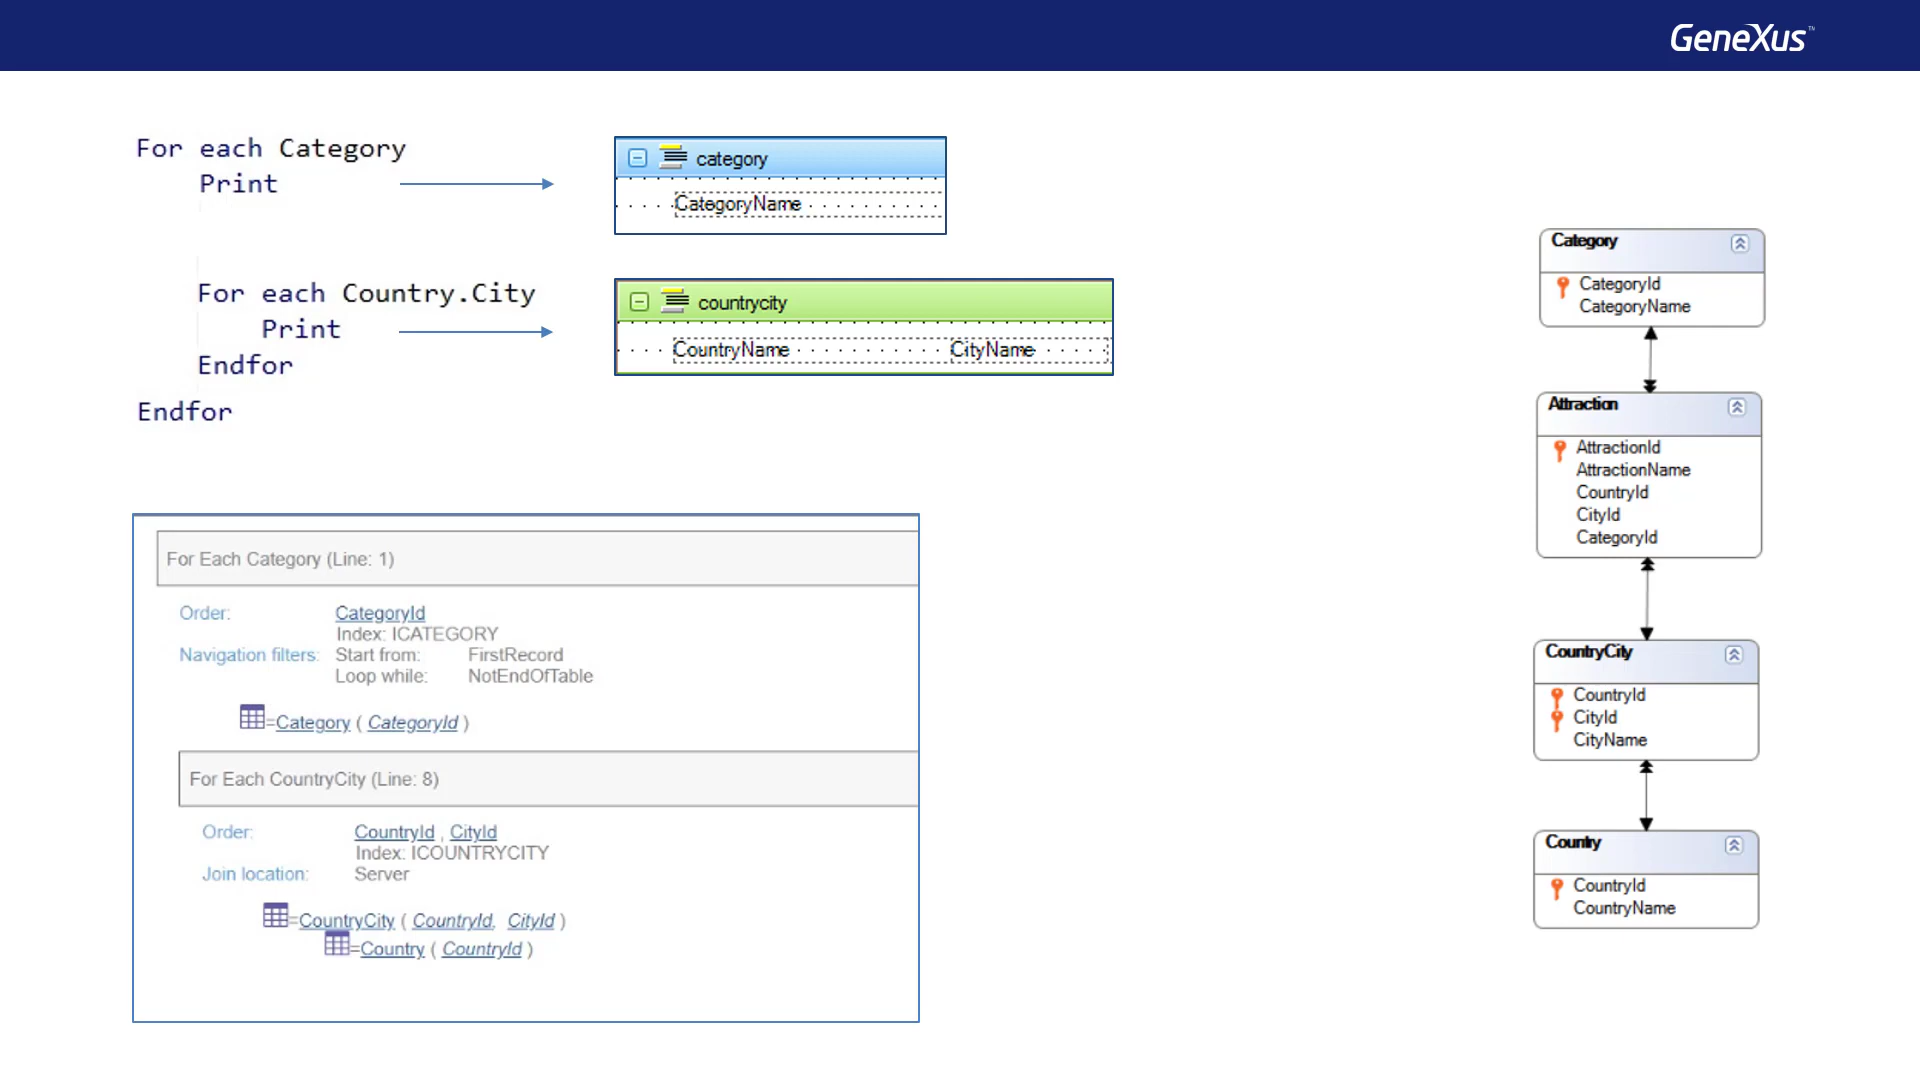 GeneXus™
For each Category
Print
category
CategoryName
For each Country.City
Print
Endfor
Endfor
countrycity
CountryName CityName
For Each Category (Line: 1)
Order: CategoryId
Index: ICATEGORY
Navigation filters: Start from: FirstRecord
Loop while: NotEndOfTable
=Category ( CategoryId )
For Each CountryCity (Line: 8)
Order: CountryId , CityId
Index: ICOUNTRYCITY
Join location: Server
=CountryCity ( CountryId, CityId )
=Country ( CountryId )
Category
CategoryId
CategoryName
Attraction
AttractionId
AttractionName
CountryId
CityId
CategoryId
CountryCity
CountryId
CityId
CityName
Country
CountryId
CountryName